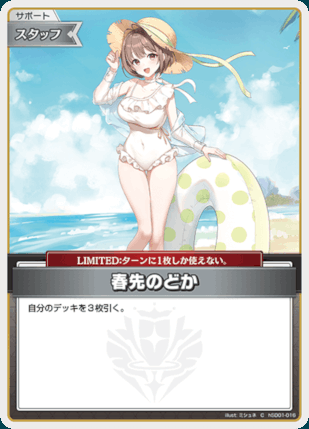 サポート
スタッフ
LIMITED:ターンに1枚しか使えない。
春先のどか
自分のデッキを3枚引く。
illust ミシュネ C hSD01-016